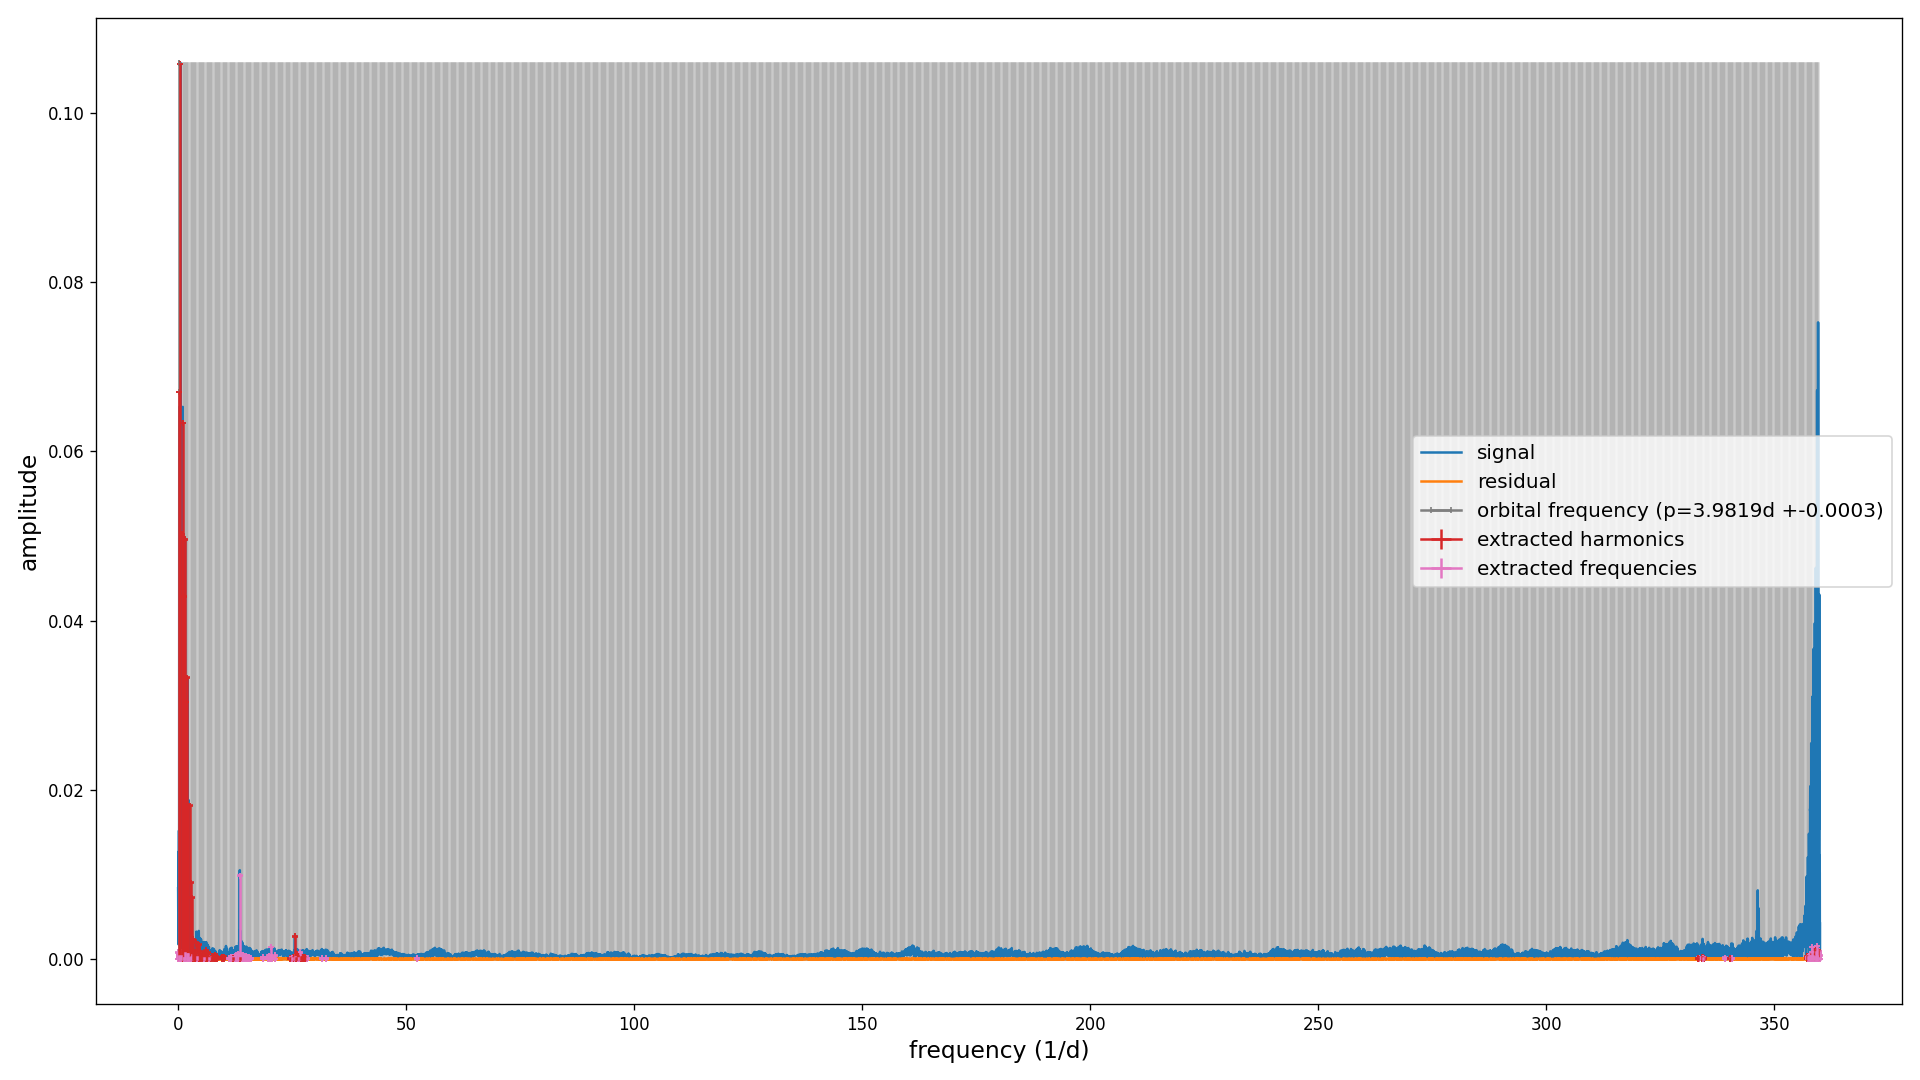 0.10
0.08
0.06
0.04
0.02
0.00
amplitude
signal
residual
orbital frequency (p=3.9819d +-0.0003)
extracted harmonics
extracted frequencies
0 50 100 150 200 250 300 350
frequency (1/d)